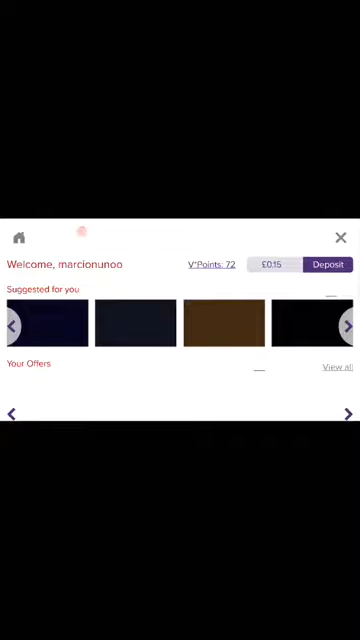 Welcome, marcionunoo
V*Points: 72
£0.15
Deposit
Suggested for you
Your Offers
View all